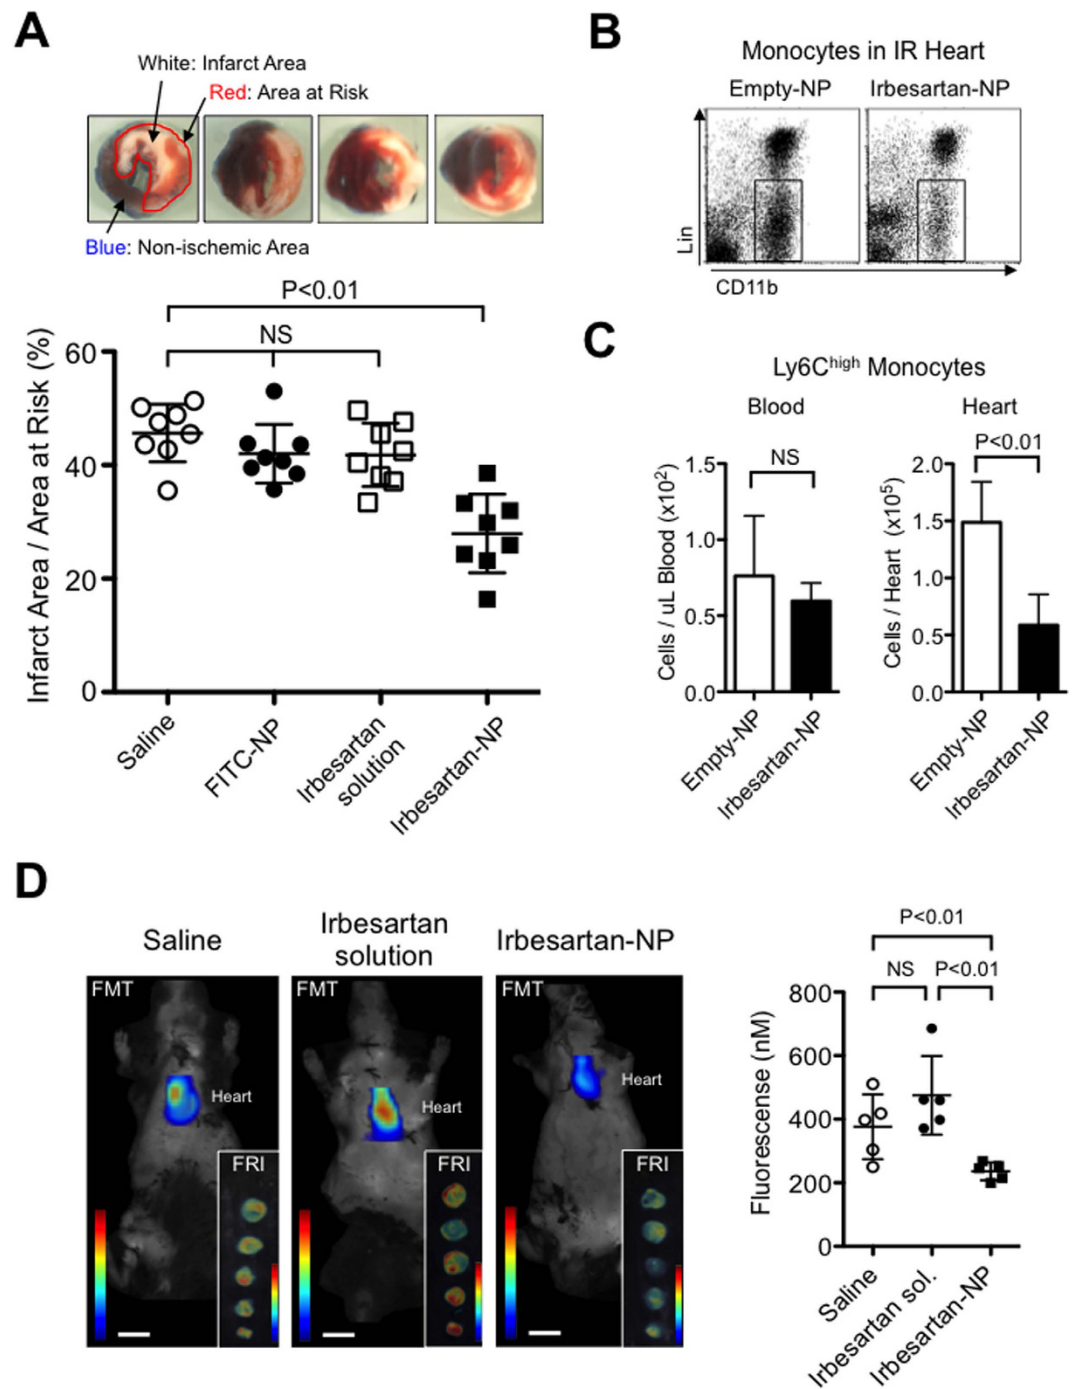 A
White: Infarct Area
Red: Area at Risk
Blue: Non-ischemic Area
P<0.01
NS
Infarct Area / Area at Risk (%)
60
40
20
0
Saline
FITC-NP
Irbesartan
solution
Irbesartan-NP
B
Monocytes in IR Heart
Empty-NP
Irbesartan-NP
Lin
CD11b
C
Ly6Chigh Monocytes
Blood
NS
Cells / uL Blood (x102)
1.5
1.0
0.5
0.0
Empty-NP
Irbesartan-NP
Heart
P<0.01
Cells / Heart (x105)
2.0
1.5
1.0
0.5
0.0
Empty-NP
Irbesartan-NP
D
Saline
FMT
Heart
FRI
Irbesartan
solution
FMT
Heart
FRI
Irbesartan-NP
FMT
Heart
FRI
P<0.01
NS
P<0.01
Fluorescense (nM)
800
600
400
200
0
Saline
Irbesartan sol.
Irbesartan-NP